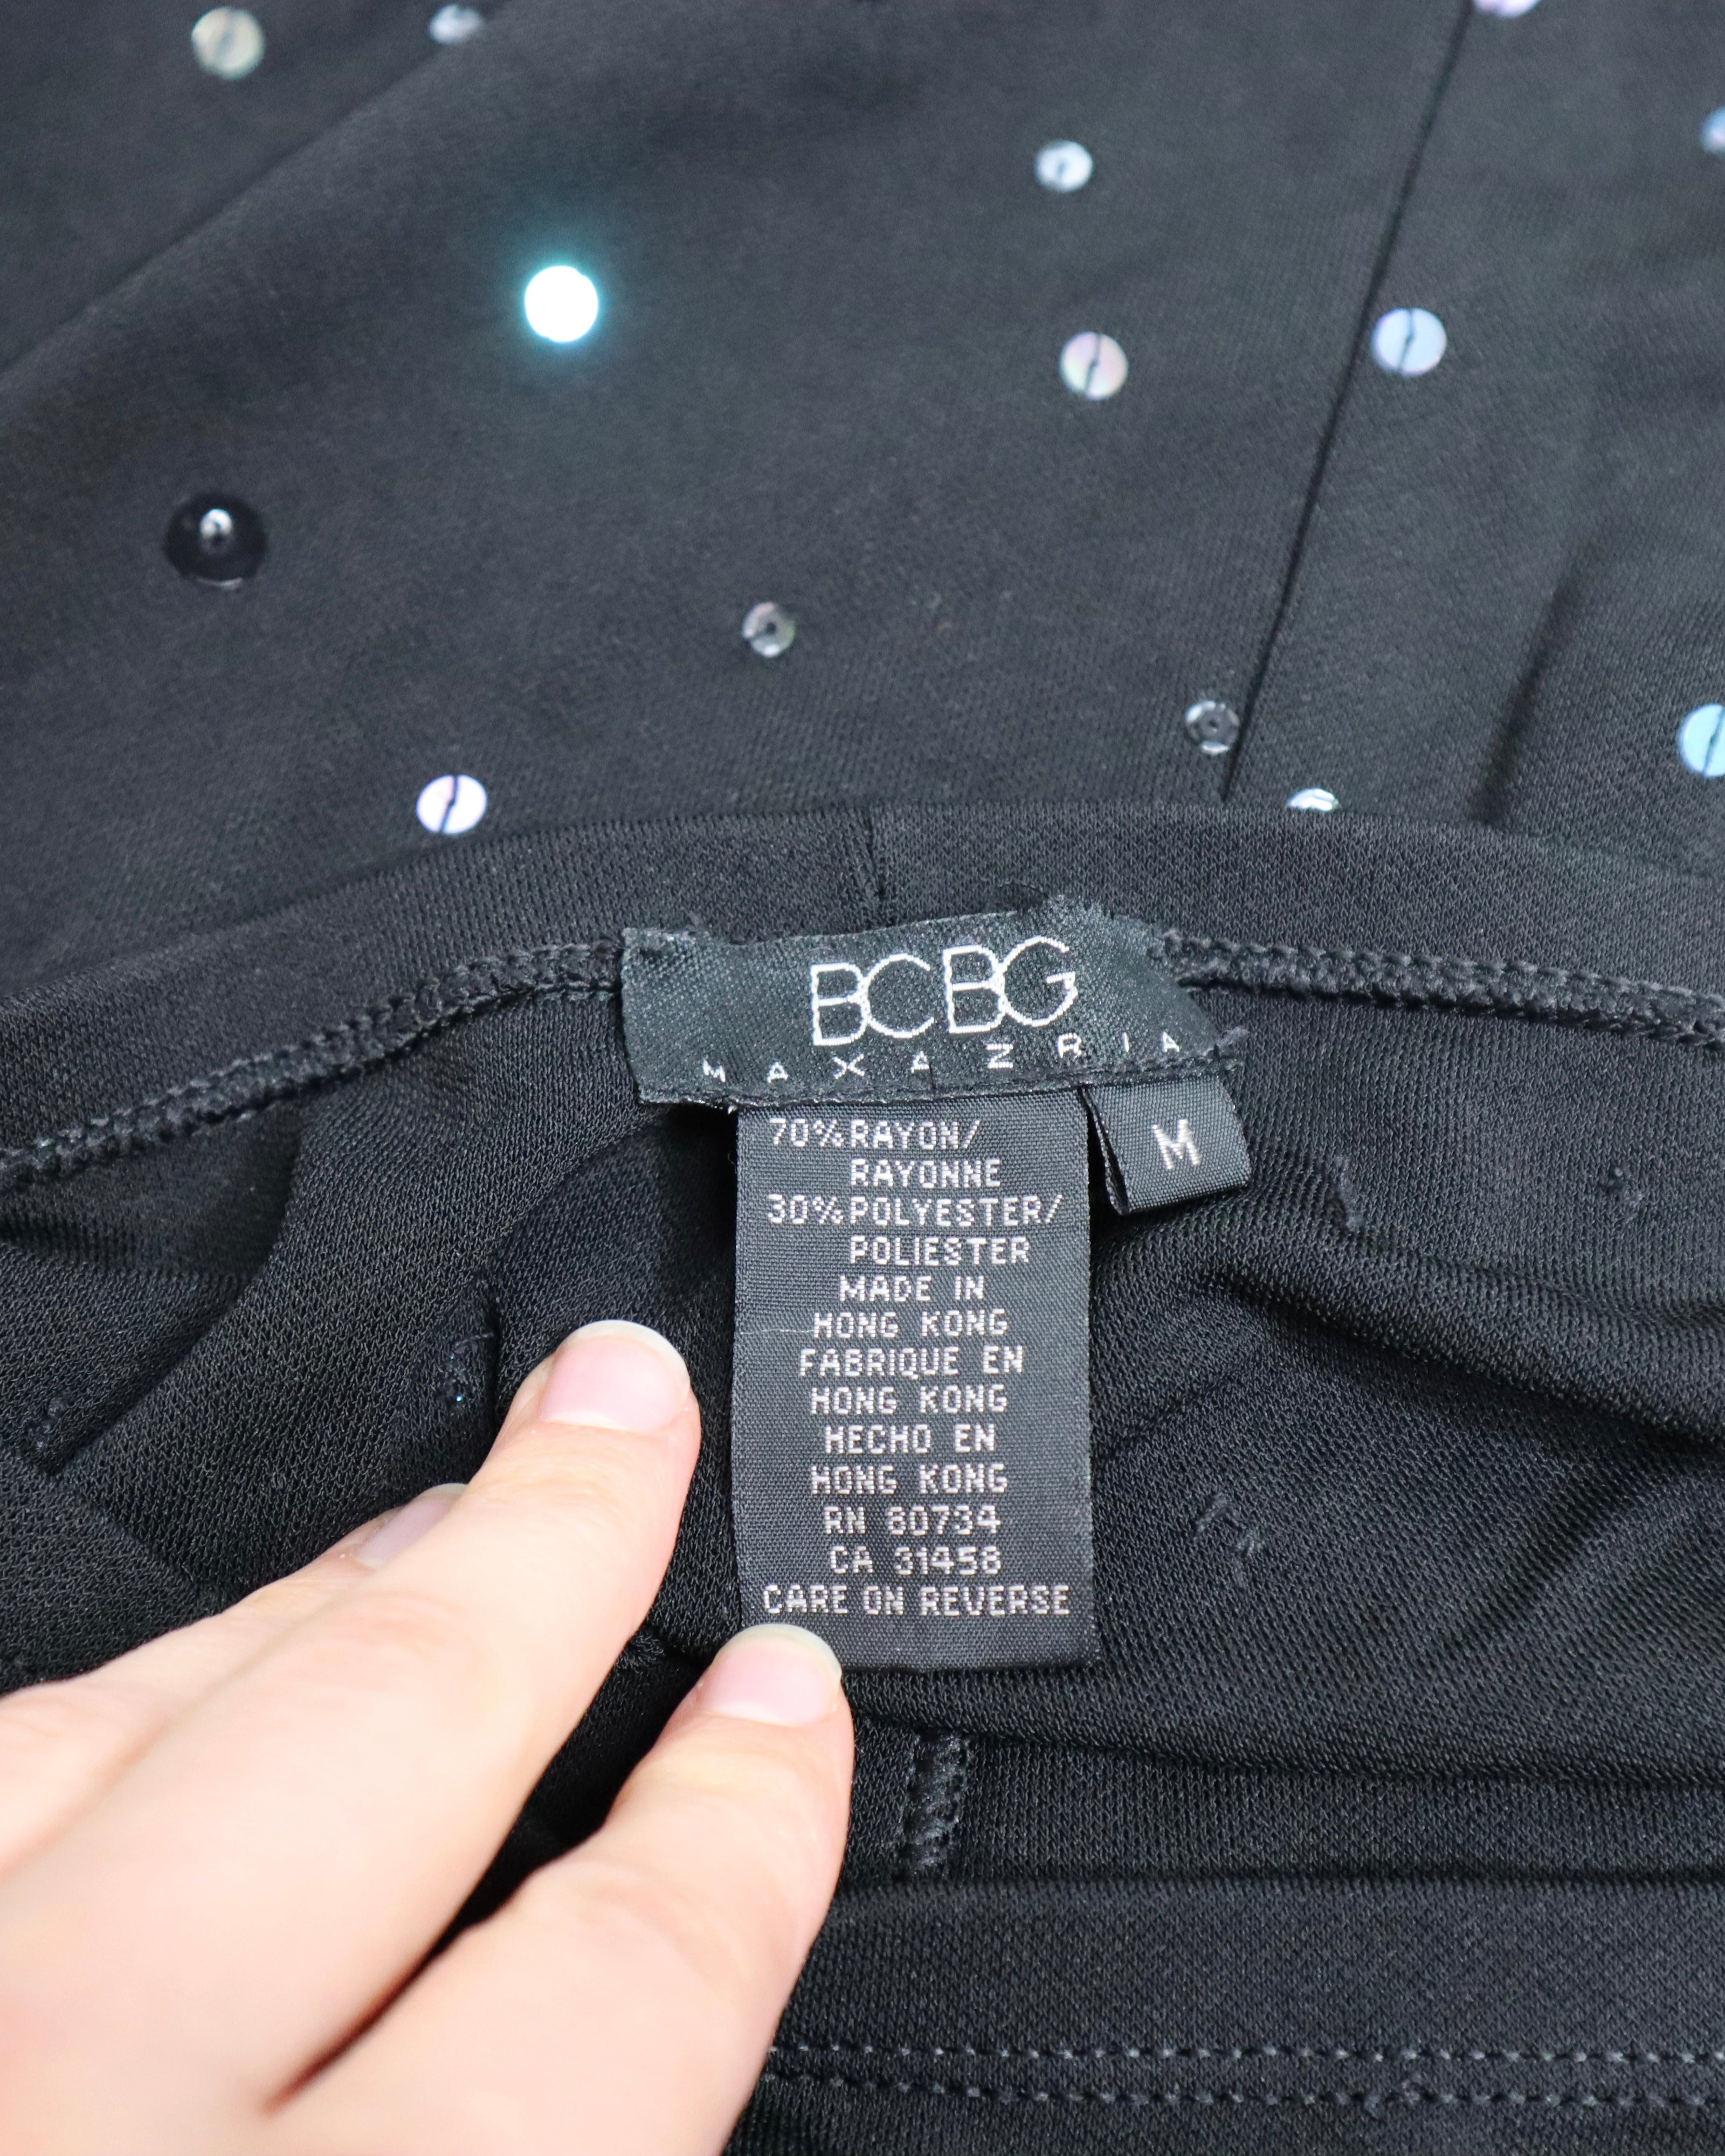 BCBG
MAXAZRIA
M
70% RAYON/
RAYONNE
30% POLYESTER/
POLIESTER
MADE IN
HONG KONG
FABRIQUE EN
HONG KONG
HECHO EN
HONG KONG
RN 80734
CA 31458
CARE ON REVERSE